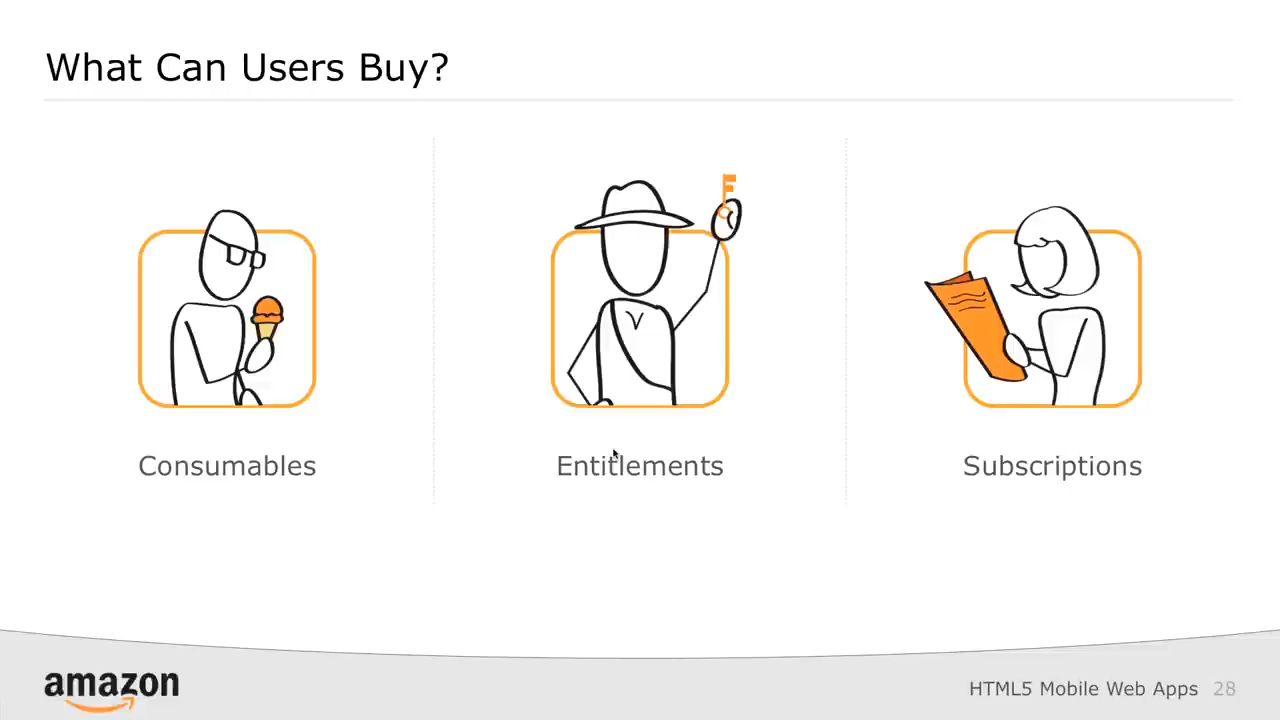 What Can Users Buy?
Consumables
Entitlements
Subscriptions
amazon
HTML5 Mobile Web Apps 28